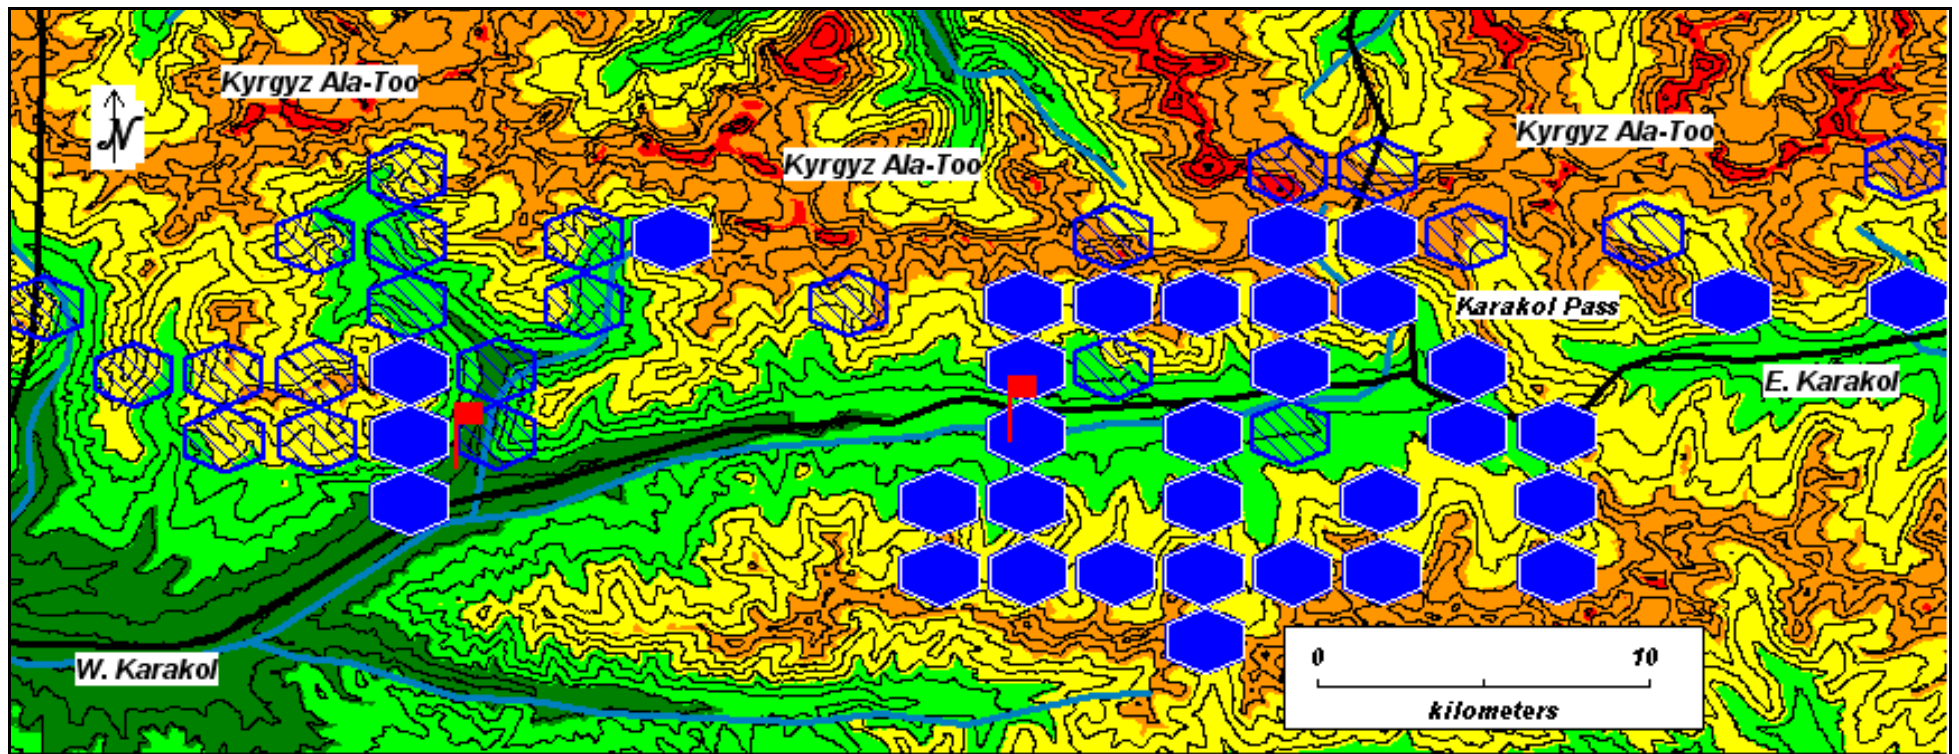 Kyrgyz Ala-Too
N
Kyrgyz Ala-Too
Kyrgyz Ala-Too
Karakol Pass
E. Karakol
W. Karakol
0 10
kilometers